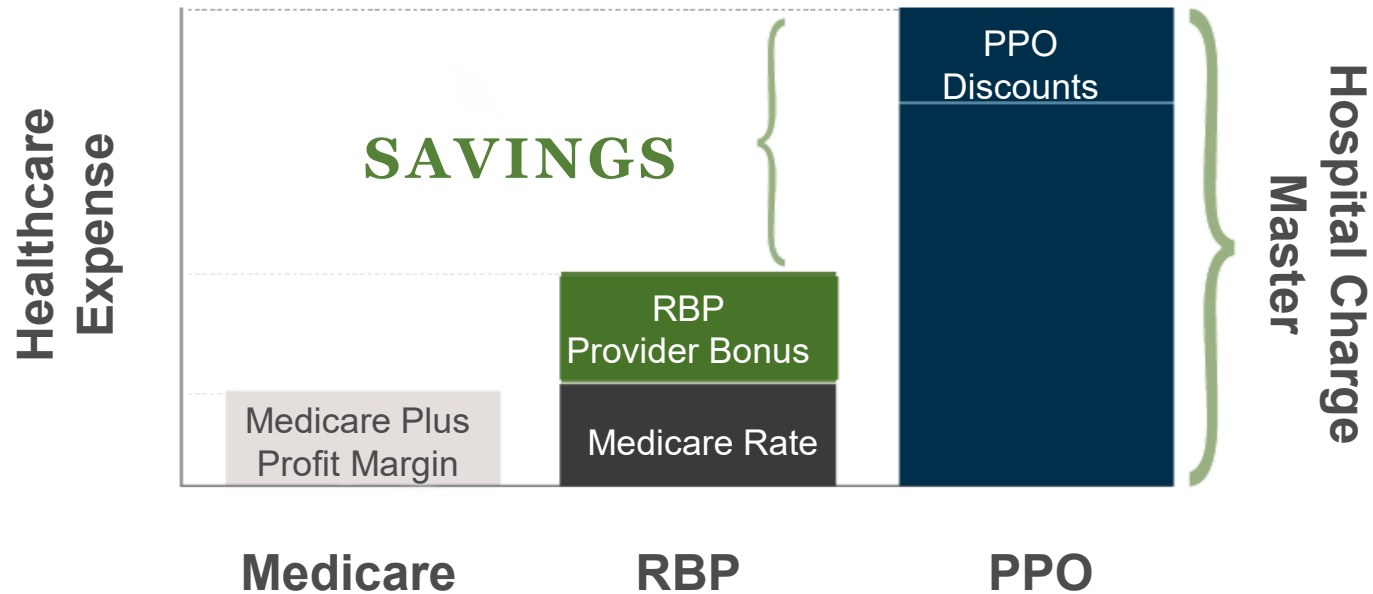 Healthcare
Expense
SAVINGS
PPO
Discounts
Hospital Charge
Master
RBP
Provider Bonus
Medicare Plus
Profit Margin
Medicare Rate
Medicare
RBP
PPO